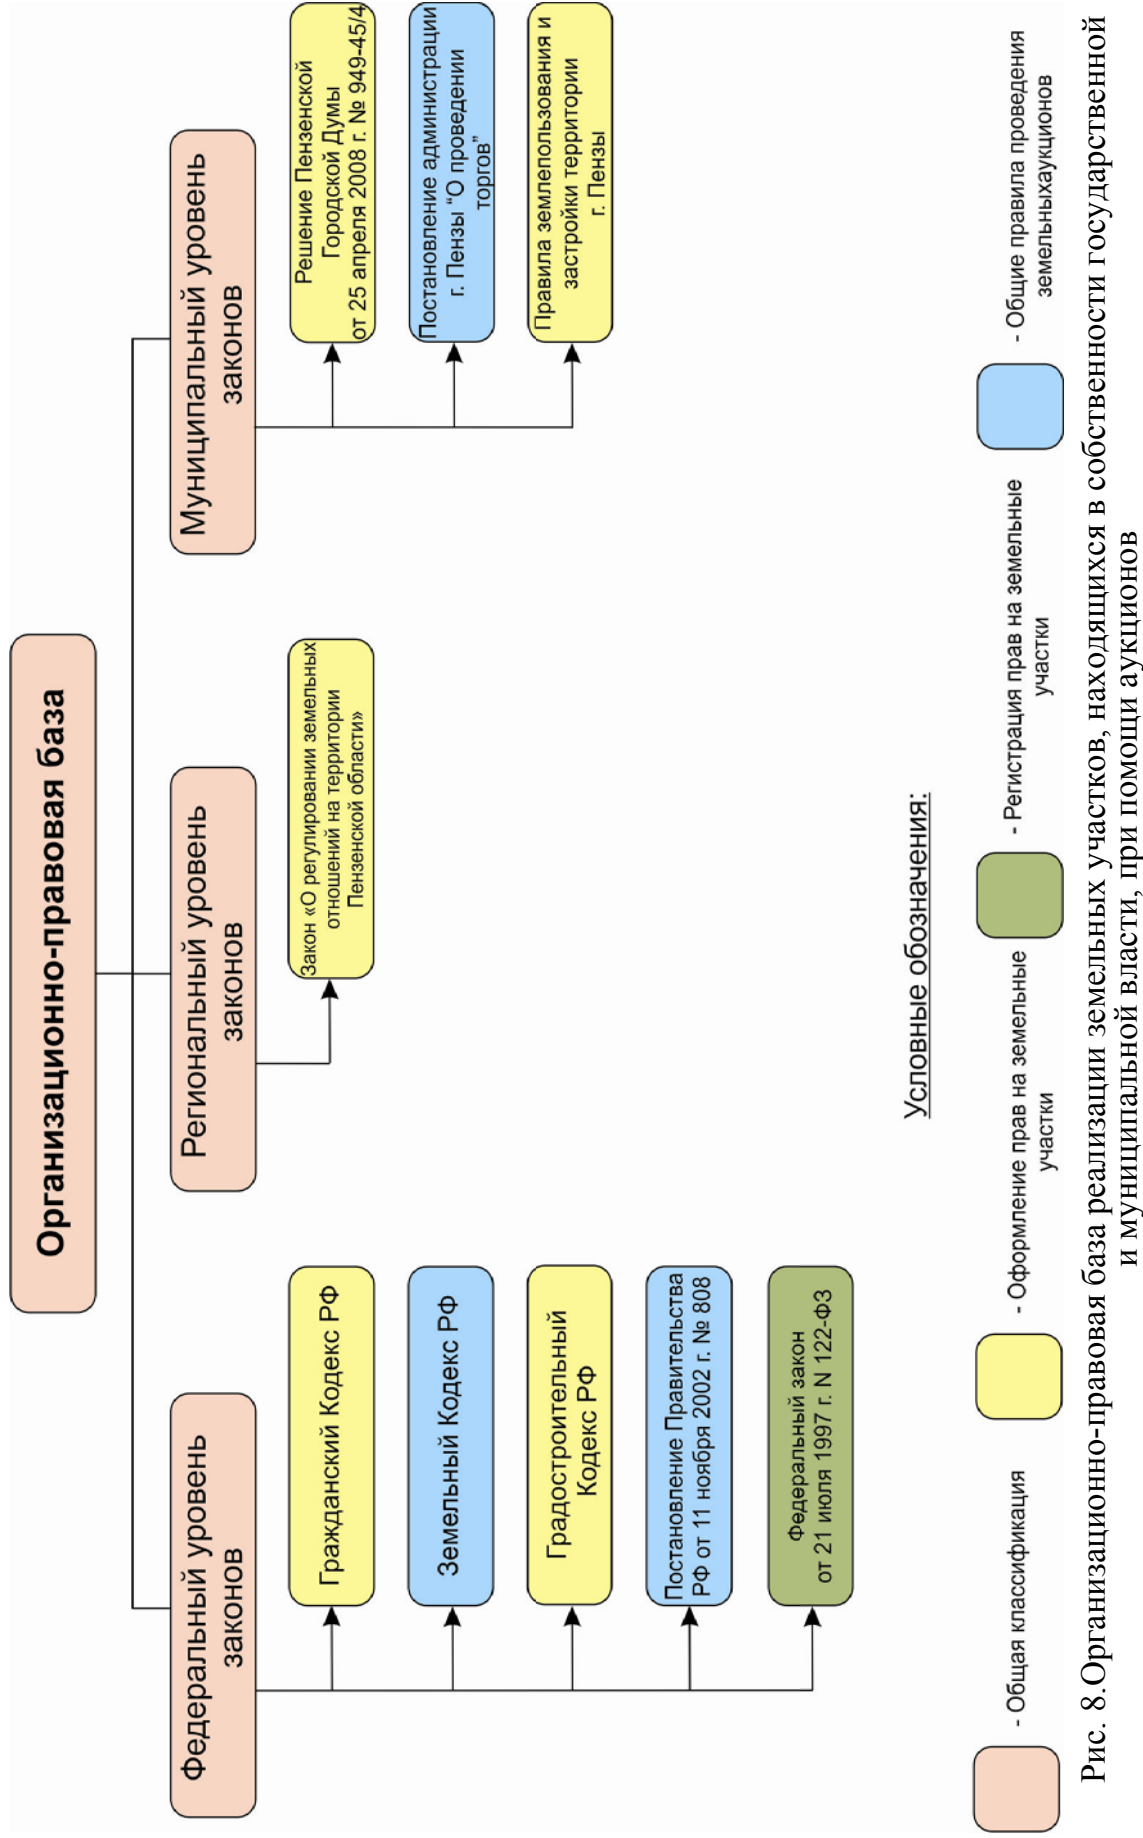 Организационно-правовая база
Федеральный уровень
законов
Гражданский Кодекс РФ
Земельный Кодекс РФ
Градостроительный
Кодекс РФ
Постановление Правительства
РФ от 11 ноября 2002 г. № 808
Федеральный закон
от 21 июля 1997 г. N 122-ФЗ
Региональный уровень
законов
Закон «О регулировании земельных
отношений на территории
Пензенской области»
Муниципальный уровень
законов
Решение Пензенской
Городской Думы
от 25 апреля 2008 г. № 949-45/4
Постановление администрации
г. Пензы “О проведении
торгов”
Правила землепользования и
застройки территории
г. Пензы
Условные обозначения:
- Общая классификация
- Оформление прав на земельные
участки
- Регистрация прав на земельные
участки
- Общие правила проведения
земельныхаукционов
Рис. 8.Организационно-правовая база реализации земельных участков, находящихся в собственности государственной
и муниципальной власти, при помощи аукционов